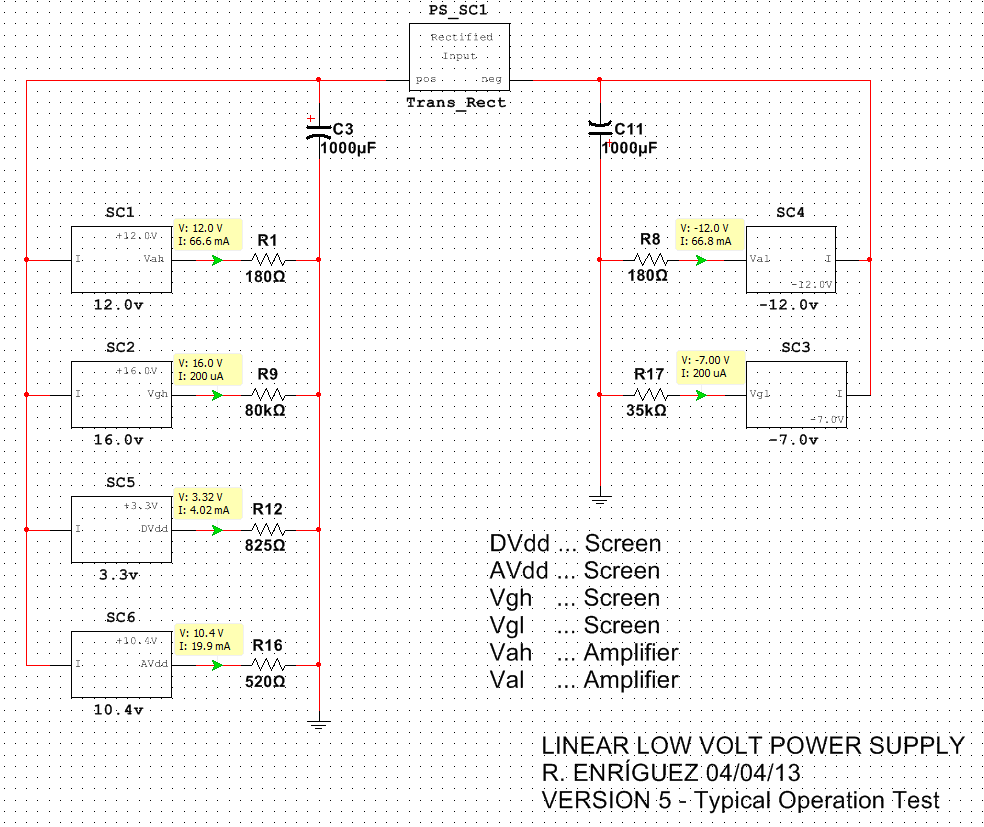 PS_SC1
Rectified
Input
pos neg
Trans_Rect
+ C3
1000µF
C11
+
1000µF
SC1
+12.0V
I Vah
12.0v
V: 12.0 V
I: 66.6 mA
R1
180Ω
R8
180Ω
V: -12.0 V
I: 66.8 mA
SC4
Val I
-12.0V
-12.0v
SC2
+16.0V
I Vgh
16.0v
V: 16.0 V
I: 200 uA
R9
80kΩ
R17
35kΩ
V: -7.00 V
I: 200 uA
SC3
Vgl I
-7.0V
-7.0v
SC5
+3.3V
I DVdd
3.3v
V: 3.32 V
I: 4.02 mA
R12
825Ω
SC6
+10.4V
I AVdd
10.4v
V: 10.4 V
I: 19.9 mA
R16
520Ω
DVdd ... Screen
AVdd ... Screen
Vgh ... Screen
Vgl ... Screen
Vah ... Amplifier
Val ... Amplifier
LINEAR LOW VOLT POWER SUPPLY
R. ENRÍGUEZ 04/04/13
VERSION 5 - Typical Operation Test